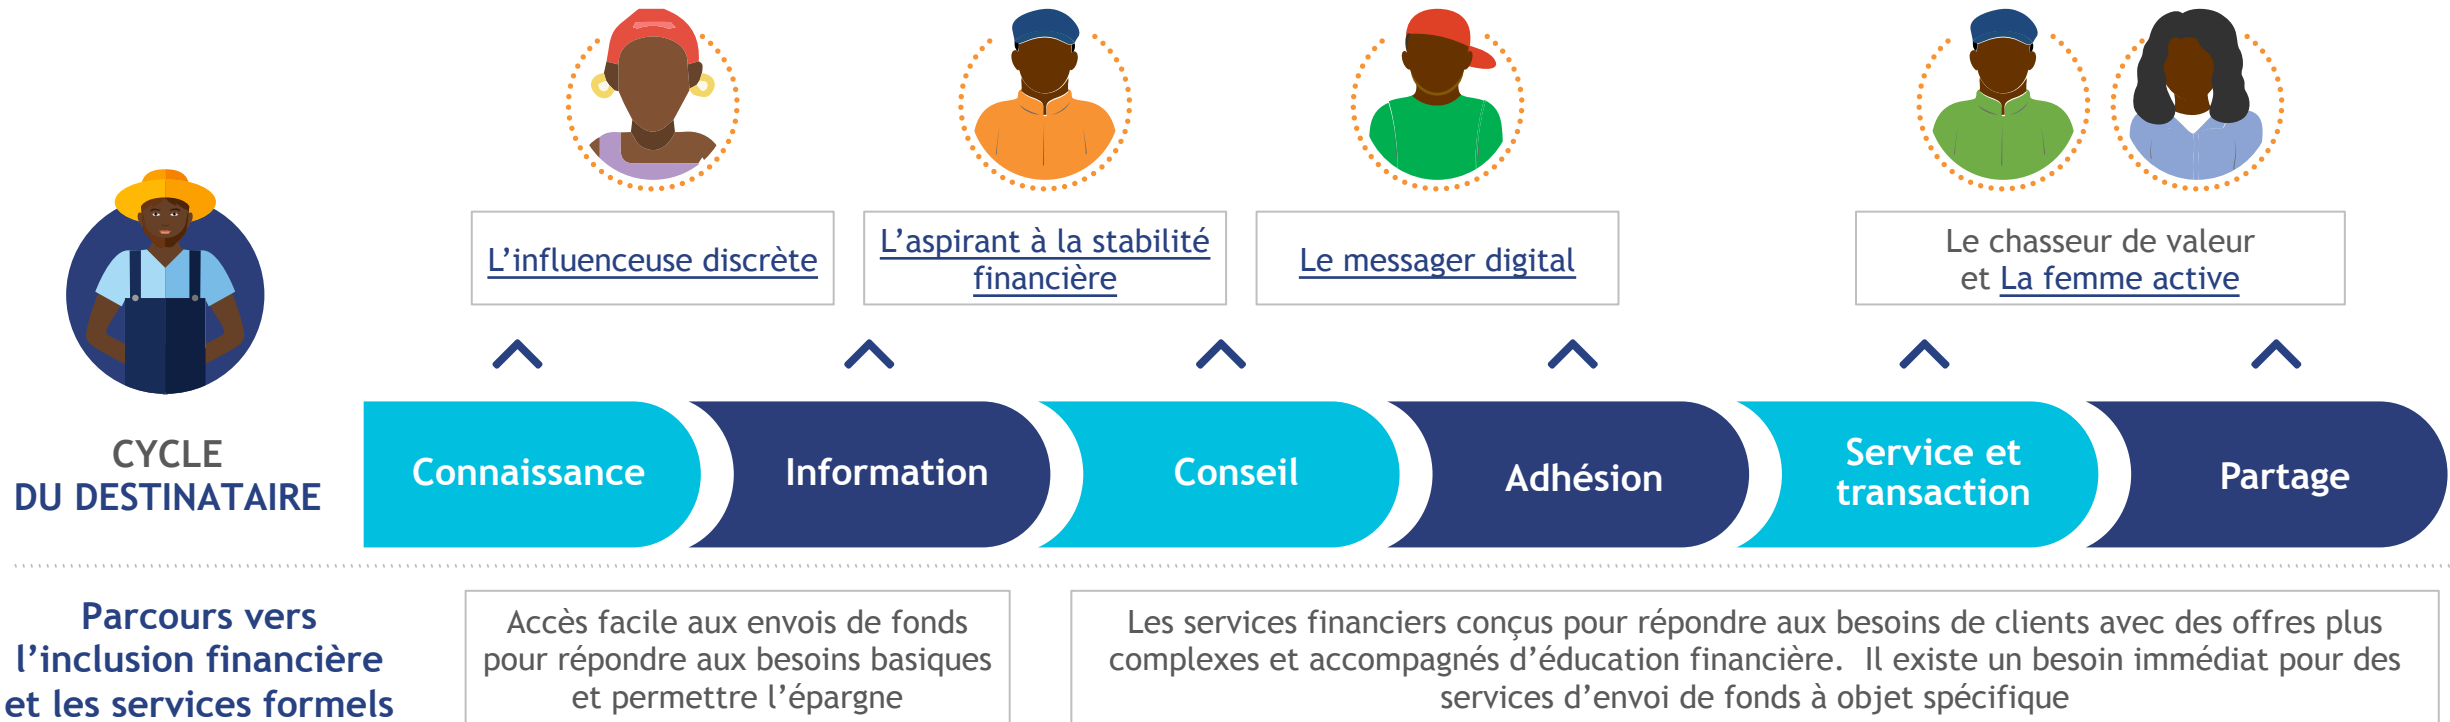 L’influenceuse discrète
L’aspirant à la stabilité
financière
Le messager digital
Le chasseur de valeur
et La femme active
CYCLE
DU DESTINATAIRE
Connaissance
Information
Conseil
Adhésion
Service et
transaction
Partage
Parcours vers
l’inclusion financière
et les services formels
Accès facile aux envois de fonds
pour répondre aux besoins basiques
et permettre l’épargne
Les services financiers conçus pour répondre aux besoins de clients avec des offres plus
complexes et accompagnés d’éducation financière. Il existe un besoin immédiat pour des
services d’envoi de fonds à objet spécifique